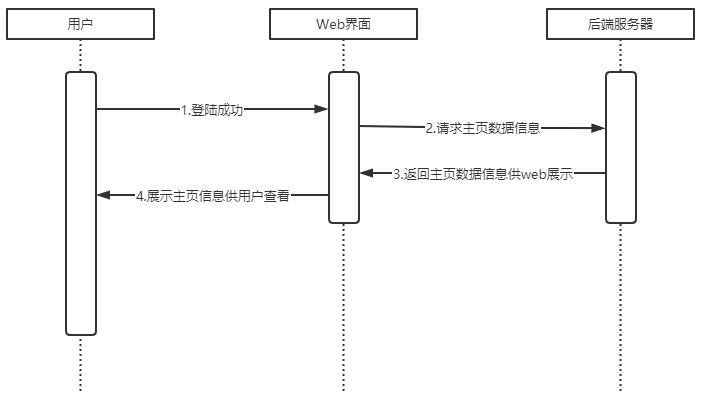 用户
Web界面
后端服务器
1.登陆成功
2.请求主页数据信息
3.返回主页数据信息供web展示
4.展示主页信息供用户查看